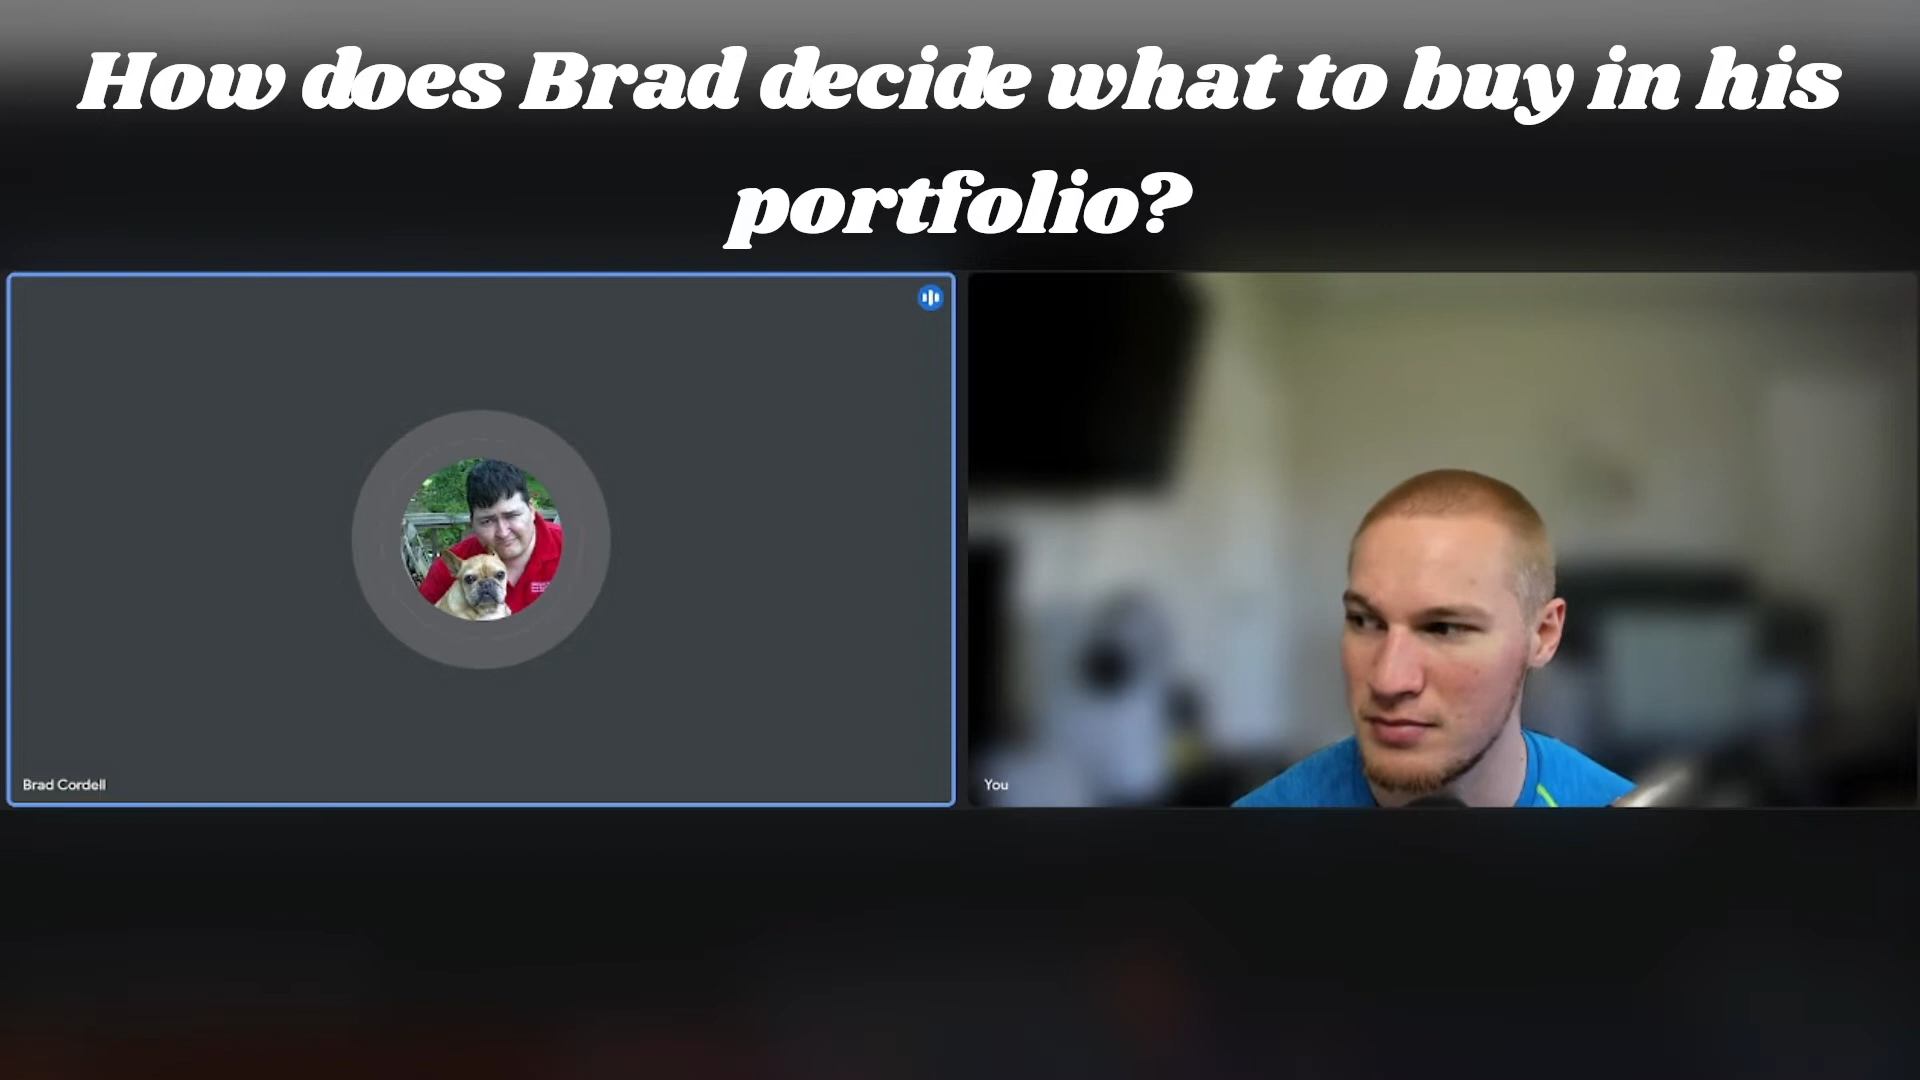 How does Brad decide what to buy in his
portfolio?
Brad Cordell
You